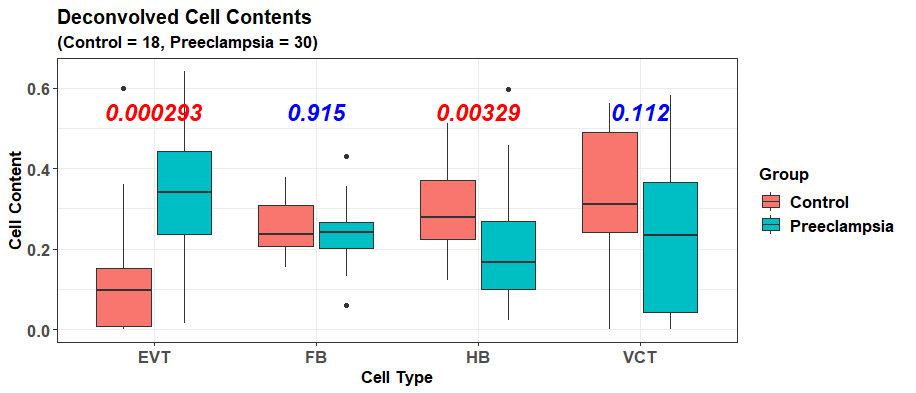 Deconvolved Cell Contents
(Control = 18, Preeclampsia = 30)
0.6
0.4
0.2
0.0
Cell Content
0.000293
0.915
0.00329
0.112
EVT
FB
HB
VCT
Cell Type
Group
Control
Preeclampsia